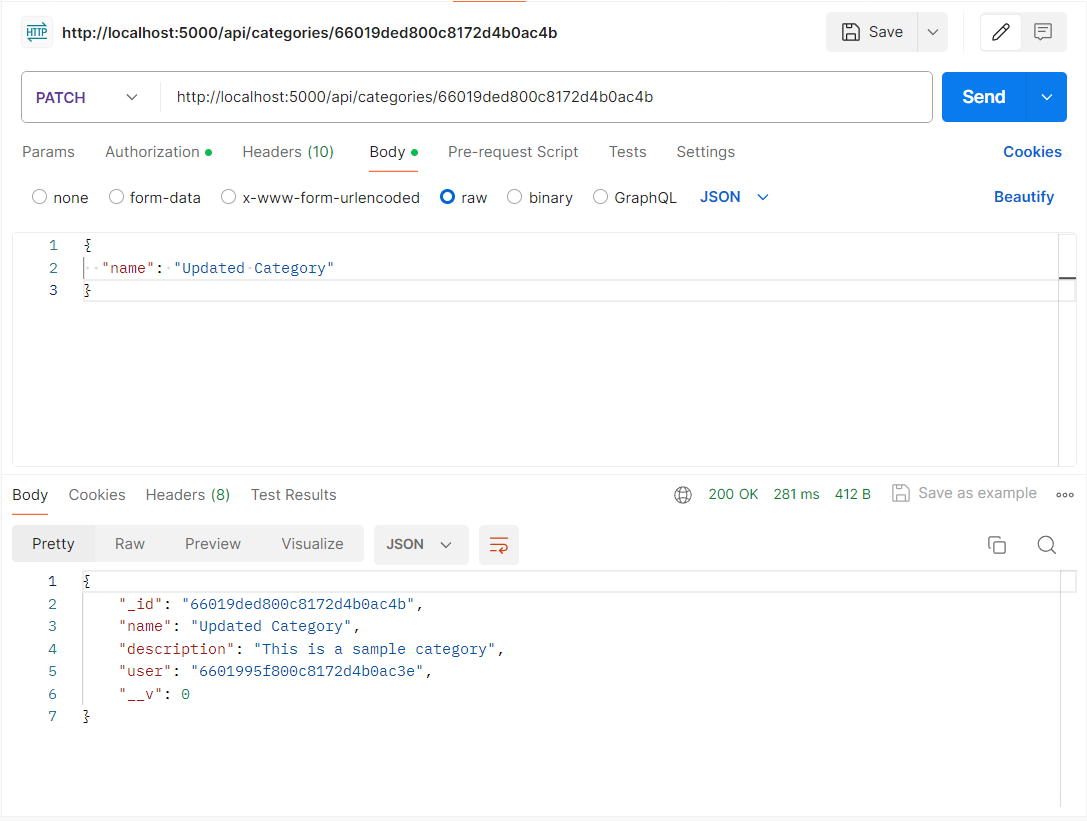 HTTP http://localhost:5000/api/categories/66019ded800c8172d4b0ac4b Save
PATCH http://localhost:5000/api/categories/66019ded800c8172d4b0ac4b Send
Params Authorization Headers (10) Body Pre-request Script Tests Settings Cookies
none form-data x-www-form-urlencoded raw binary GraphQL JSON Beautify
1 {
2 "name": "Updated Category"
3 }
Body Cookies Headers (8) Test Results 200 OK 281 ms 412 B Save as example
Pretty Raw Preview Visualize JSON
1 {
2 "_id": "66019ded800c8172d4b0ac4b",
3 "name": "Updated Category",
4 "description": "This is a sample category",
5 "user": "6601995f800c8172d4b0ac3e",
6 "__v": 0
7 }